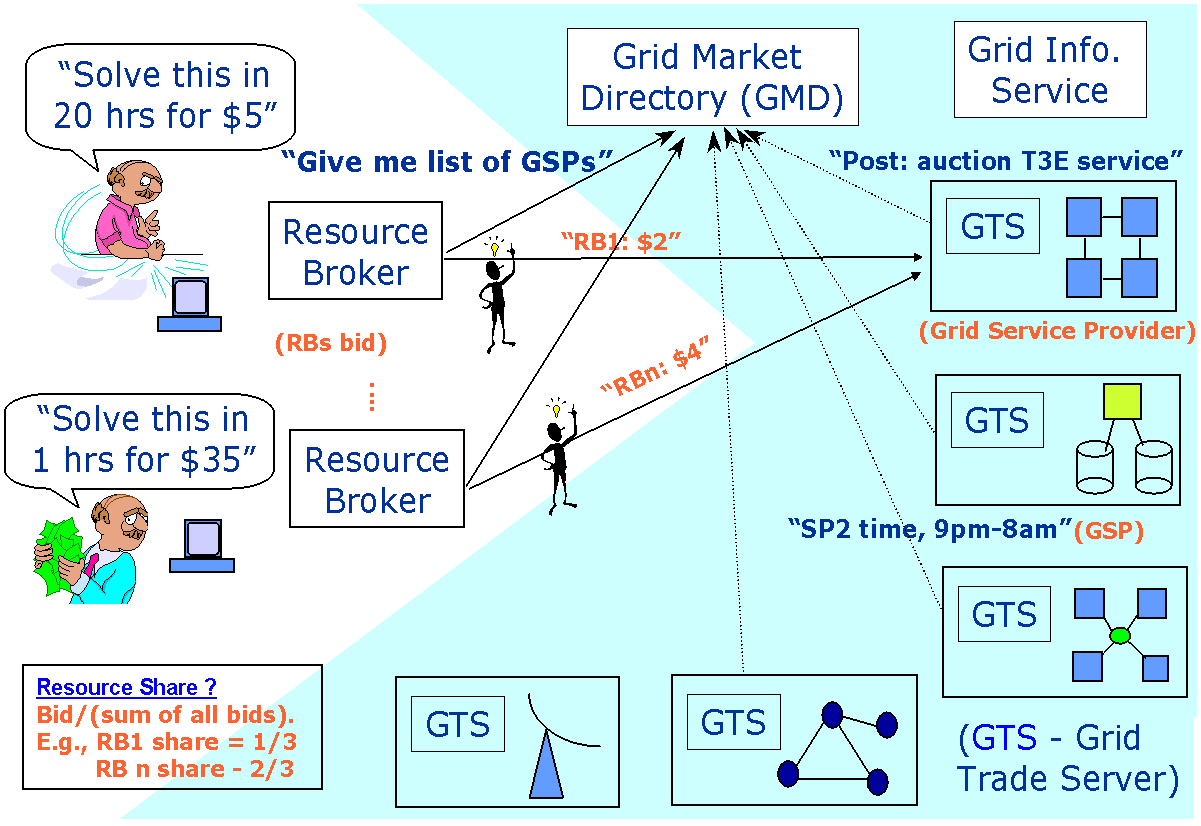 “Solve this in
20 hrs for $5”
Grid Market
Directory (GMD)
Grid Info.
Service
“Give me list of GSPs”
“Post: auction T3E service”
Resource
Broker
“RB1: $2”
GTS
(RBs bid)
(Grid Service Provider)
“RBn: $4”
“Solve this in
1 hrs for $35”
Resource
Broker
GTS
“SP2 time, 9pm-8am”
(GSP)
GTS
Resource Share ?
Bid/(sum of all bids).
E.g., RB1 share = 1/3
RB n share - 2/3
GTS
GTS
(GTS - Grid
Trade Server)